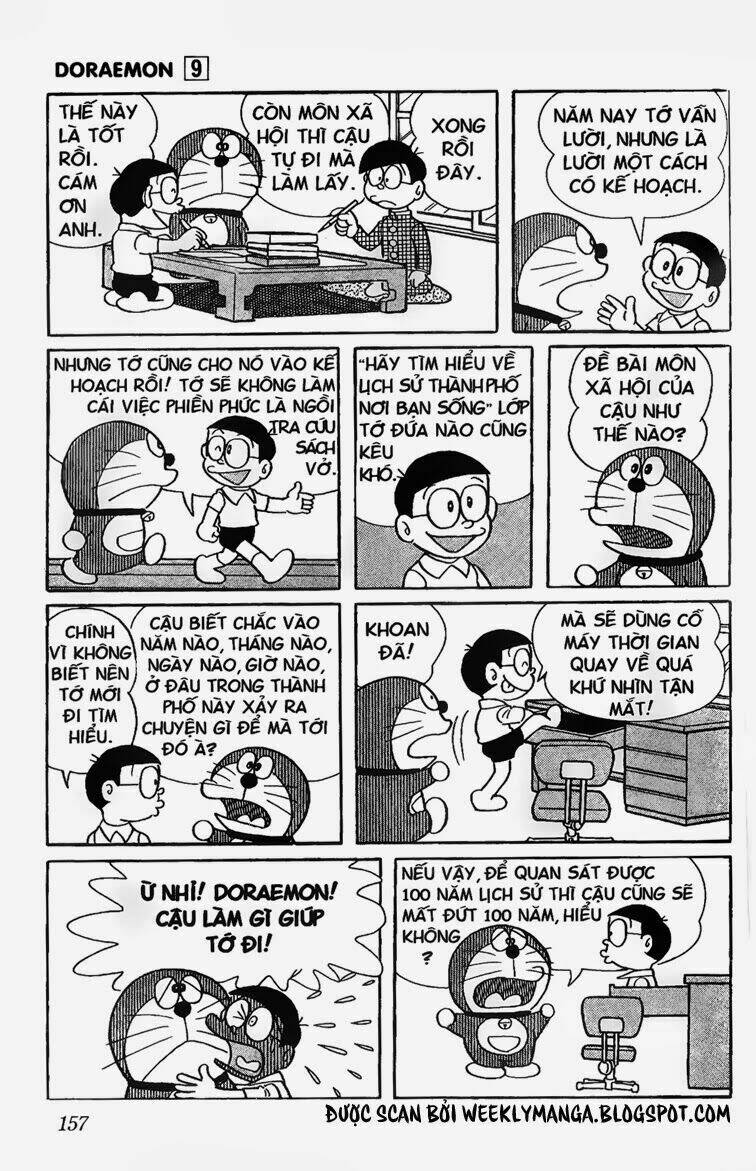 DORAEMON 9
NĂM NAY TỚ VẪN
LƯỜI, NHƯNG LÀ
LƯỜI MỘT CÁCH
CÓ KẾ HOẠCH.
XONG
RỒI
ĐÂY.
CÒN MÔN XÃ
HỘI THÌ CẬU
TỰ ĐI MÀ
LÀM LẤY.
THẾ NÀY
LÀ TỐT
RỒI.
CÁM
ƠN
ANH.
ĐỀ BÀI MÔN
XÃ HỘI CỦA
CẬU NHƯ
THẾ NÀO?
"HÃY TÌM HIỂU VỀ
LỊCH SỬ THÀNH PHỐ
NƠI BẠN SỐNG" LỚP
TỚ ĐỨA NÀO CŨNG
KÊU
KHÓ.
NHƯNG TỚ CŨNG CHO NÓ VÀO KẾ
HOẠCH RỒI! TỚ SẼ KHÔNG LÀM
CÁI VIỆC PHIỀN PHỨC LÀ NGỒI
TRA CỨU
SÁCH
VỞ.
MÀ SẼ DÙNG CỖ
MÁY THỜI GIAN
QUAY VỀ QUÁ
KHỨ NHÌN TẬN
MẮT!
KHOAN
ĐÃ!
CẬU BIẾT CHẮC VÀO
NĂM NÀO, THÁNG NÀO,
NGÀY NÀO, GIỜ NÀO,
Ở ĐÂU TRONG THÀNH
PHỐ NÀY XẢY RA
CHUYỆN GÌ ĐỂ MÀ TỚI
ĐÓ À?
CHÍNH
VÌ KHÔNG
BIẾT NÊN
TỚ MỚI
ĐI TÌM
HIỂU.
NẾU VẬY, ĐỂ QUAN SÁT ĐƯỢC
100 NĂM LỊCH SỬ THÌ CẬU CŨNG SẼ
MẤT ĐỨT 100 NĂM, HIỂU
KHÔNG
?
Ừ NHỈ! DORAEMON!
CẬU LÀM GÌ GIÚP
TỚ ĐI!
157
ĐƯỢC SCAN BỞI WEEKLYMANGA.BLOGSPOT.COM